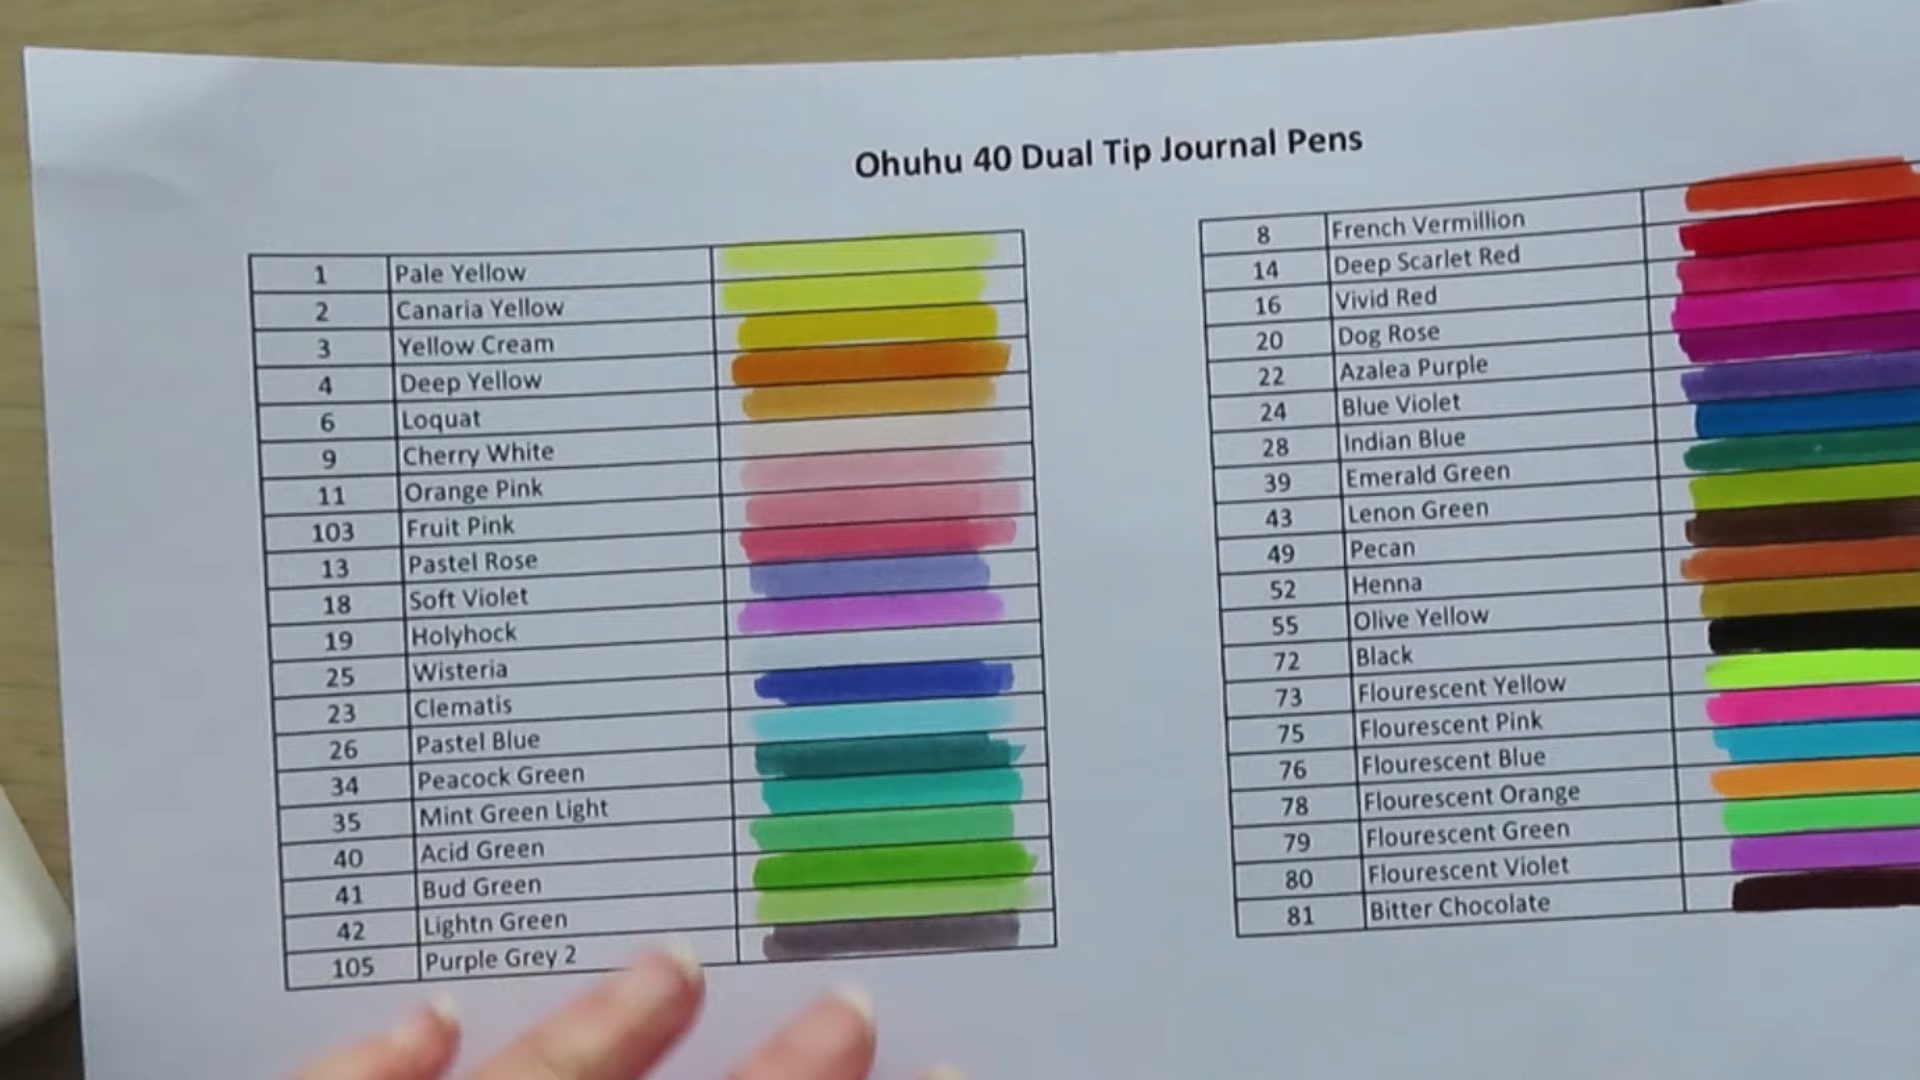 Ohuhu 40 Dual Tip Journal Pens
1 Pale Yellow
2 Canaria Yellow
3 Yellow Cream
4 Deep Yellow
6 Loquat
9 Cherry White
11 Orange Pink
103 Fruit Pink
13 Pastel Rose
18 Soft Violet
19 Holyhock
25 Wisteria
23 Clematis
26 Pastel Blue
34 Peacock Green
35 Mint Green Light
40 Acid Green
41 Bud Green
42 Lightn Green
105 Purple Grey 2
8 French Vermillion
14 Deep Scarlet Red
16 Vivid Red
20 Dog Rose
22 Azalea Purple
24 Blue Violet
28 Indian Blue
39 Emerald Green
43 Lenon Green
49 Pecan
52 Henna
55 Olive Yellow
72 Black
73 Flourescent Yellow
75 Flourescent Pink
76 Flourescent Blue
78 Flourescent Orange
79 Flourescent Green
80 Flourescent Violet
81 Bitter Chocolate